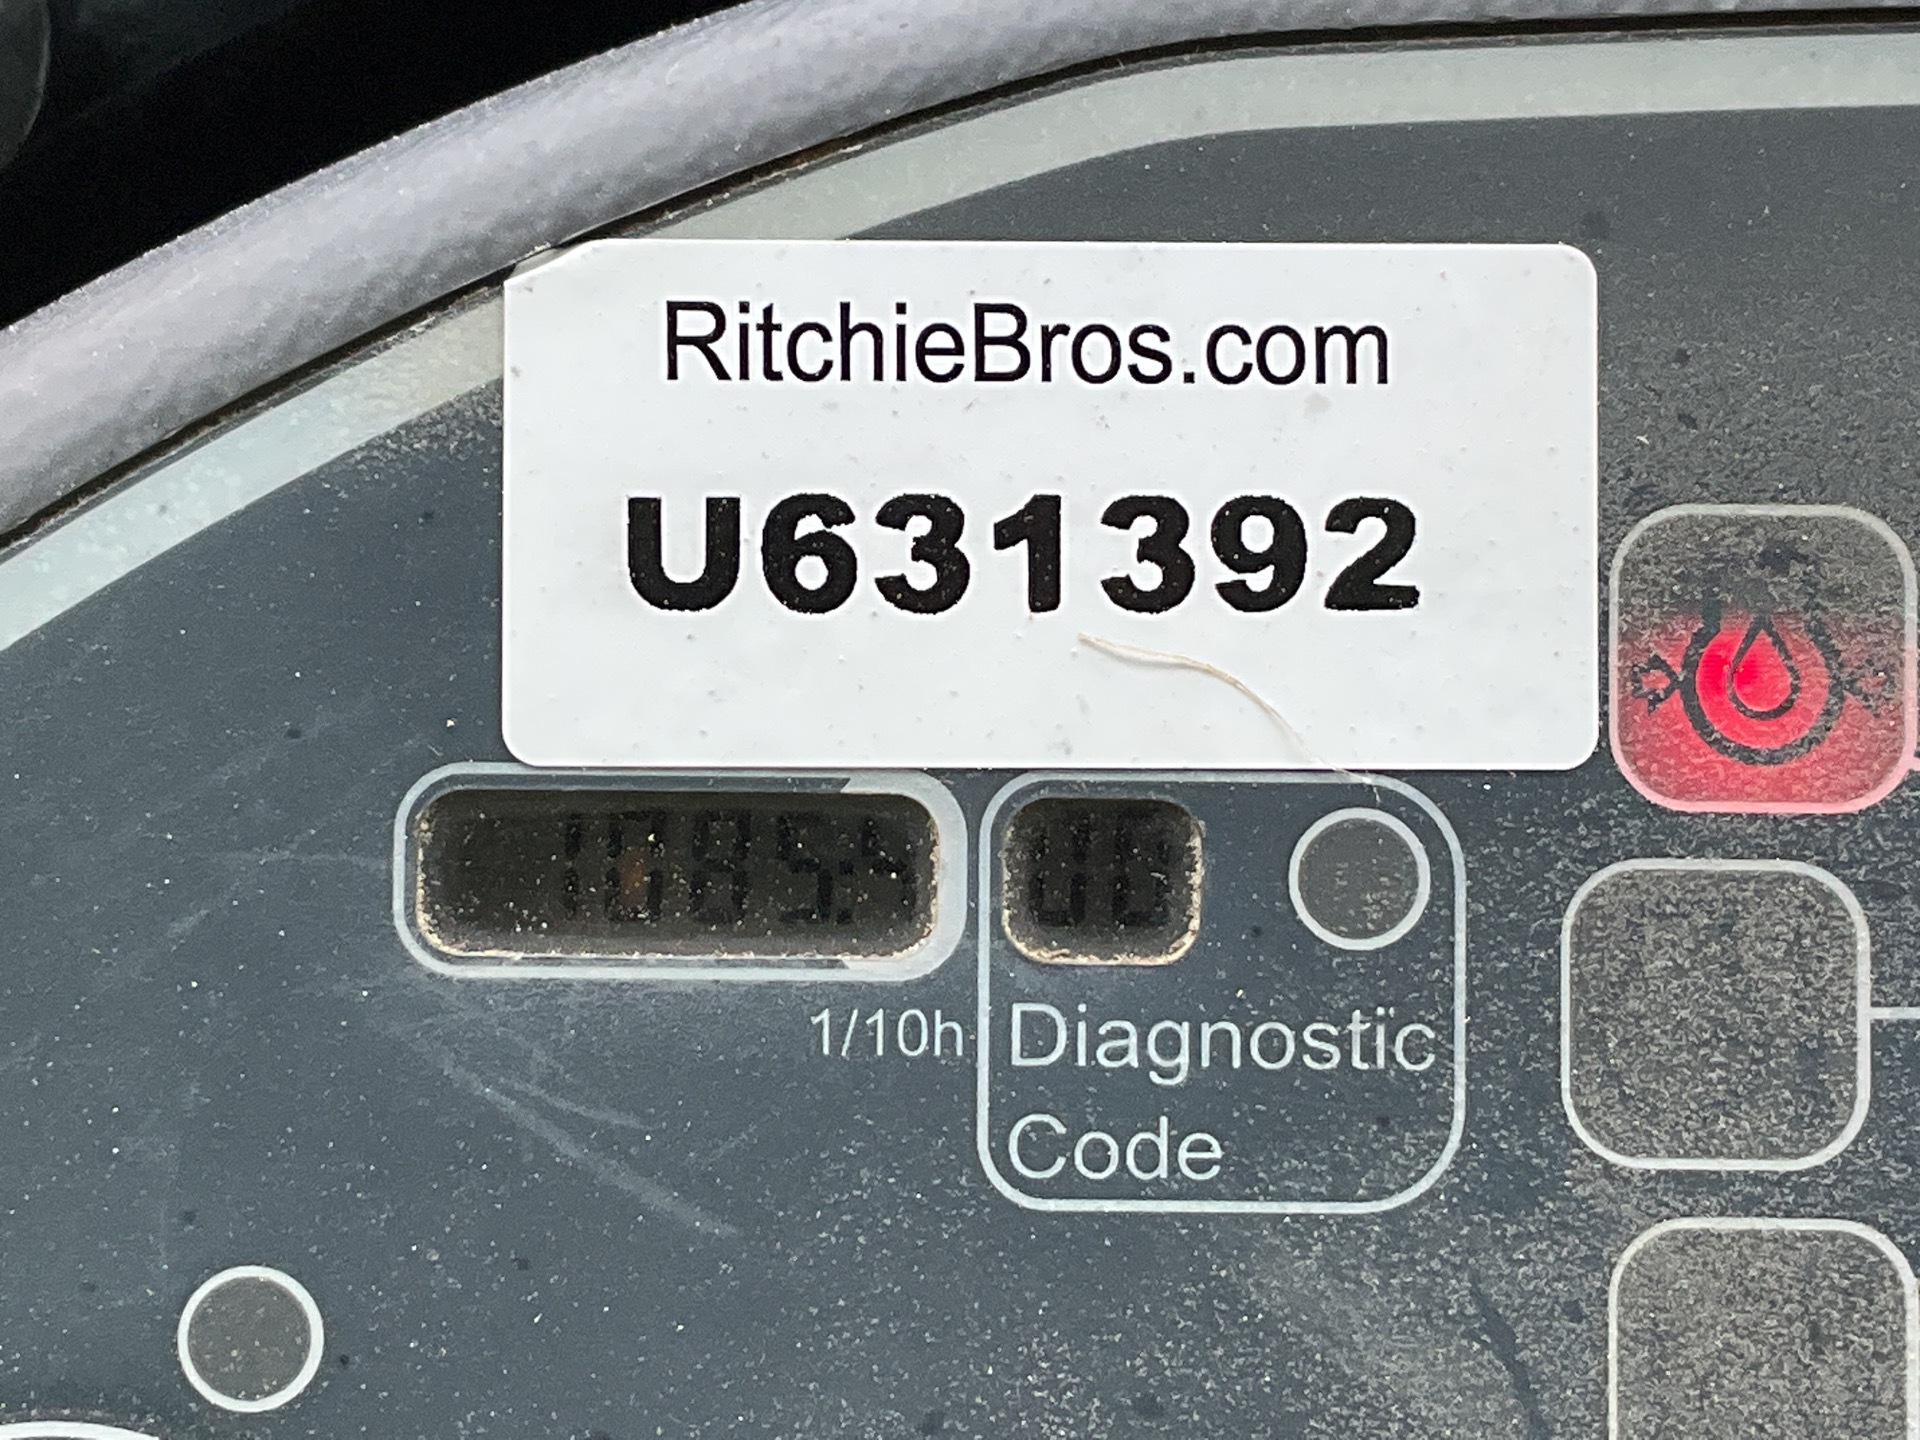 RitchieBros.com
U631392
1/10h
Diagnostic
Code